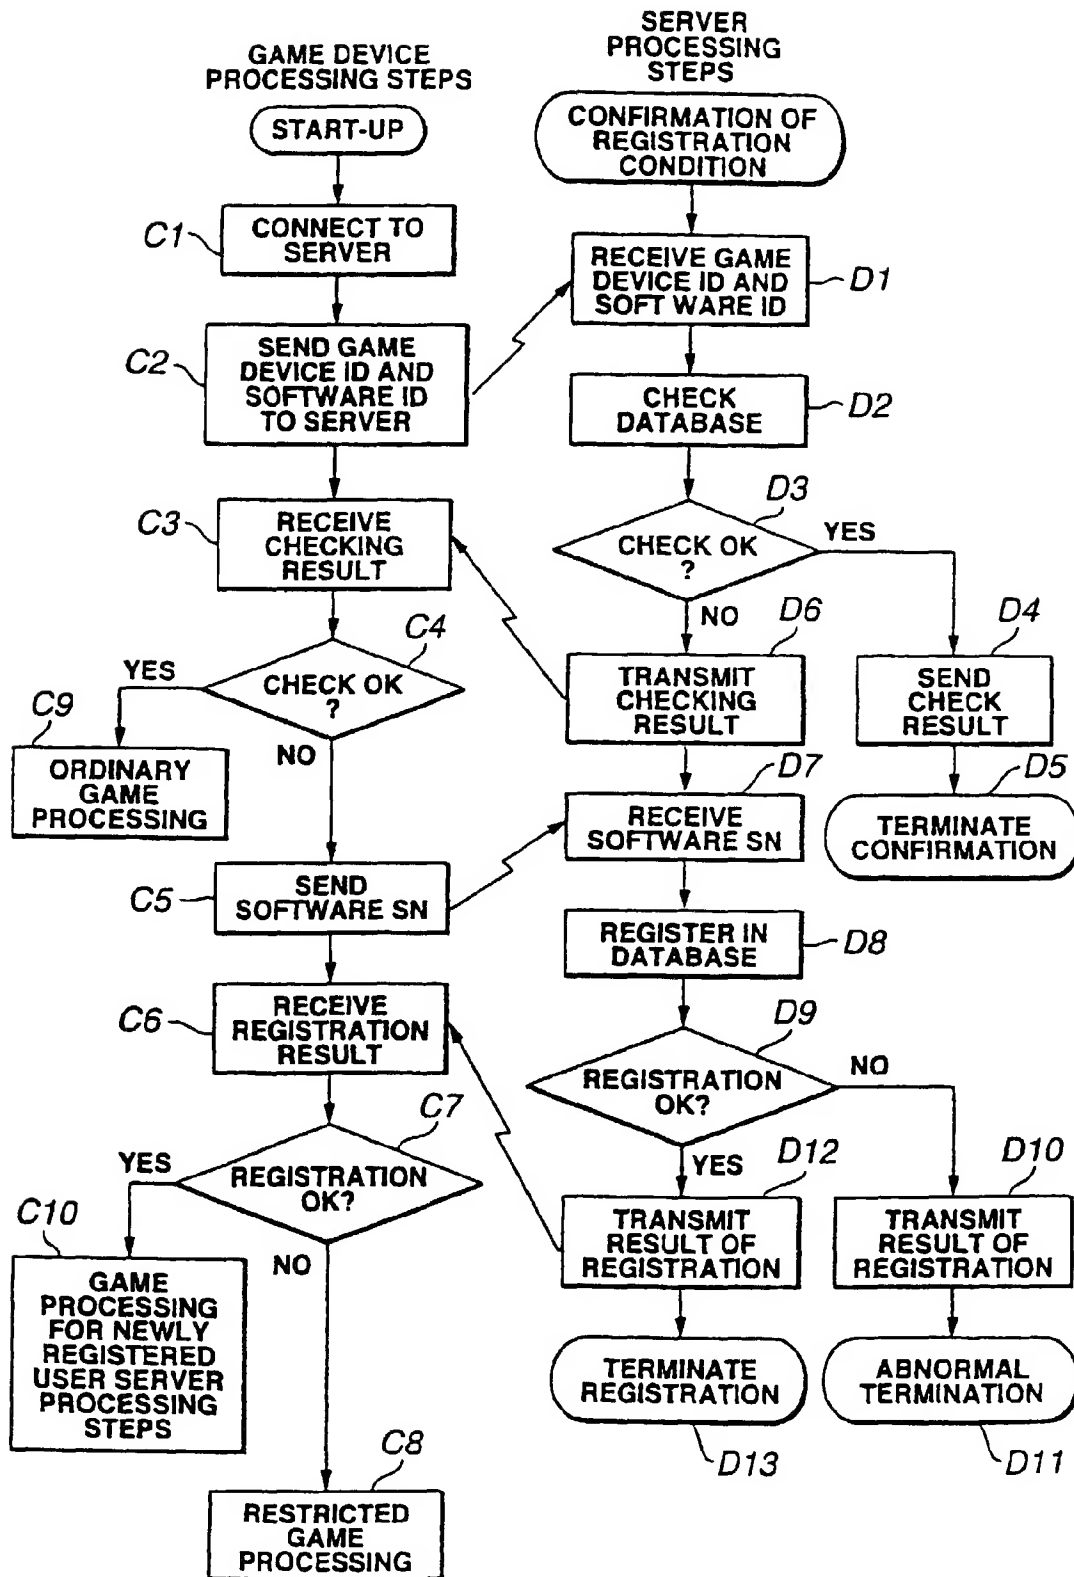 GAME DEVICE
PROCESSING STEPS
START-UP
C1
CONNECT TO
SERVER
C2
SEND GAME
DEVICE ID AND
SOFTWARE ID
TO SERVER
C3
RECEIVE
CHECKING
RESULT
C4
CHECK OK
?
YES
NO
C9
ORDINARY
GAME
PROCESSING
C5
SEND
SOFTWARE SN
C6
RECEIVE
REGISTRATION
RESULT
C7
REGISTRATION
OK?
YES
NO
C10
GAME
PROCESSING
FOR NEWLY
REGISTERED
USER SERVER
PROCESSING
STEPS
C8
RESTRICTED
GAME
PROCESSING
SERVER
PROCESSING
STEPS
CONFIRMATION OF
REGISTRATION
CONDITION
RECEIVE GAME
DEVICE ID AND
SOFT WARE ID
D1
CHECK
DATABASE
D2
D3
CHECK OK
?
YES
NO
D6
TRANSMIT
CHECKING
RESULT
D4
SEND
CHECK
RESULT
D5
TERMINATE
CONFIRMATION
D7
RECEIVE
SOFTWARE SN
REGISTER IN
DATABASE
D8
D9
REGISTRATION
OK?
NO
YES
D12
TRANSMIT
RESULT OF
REGISTRATION
D10
TRANSMIT
RESULT OF
REGISTRATION
TERMINATE
REGISTRATION
D13
ABNORMAL
TERMINATION
D11